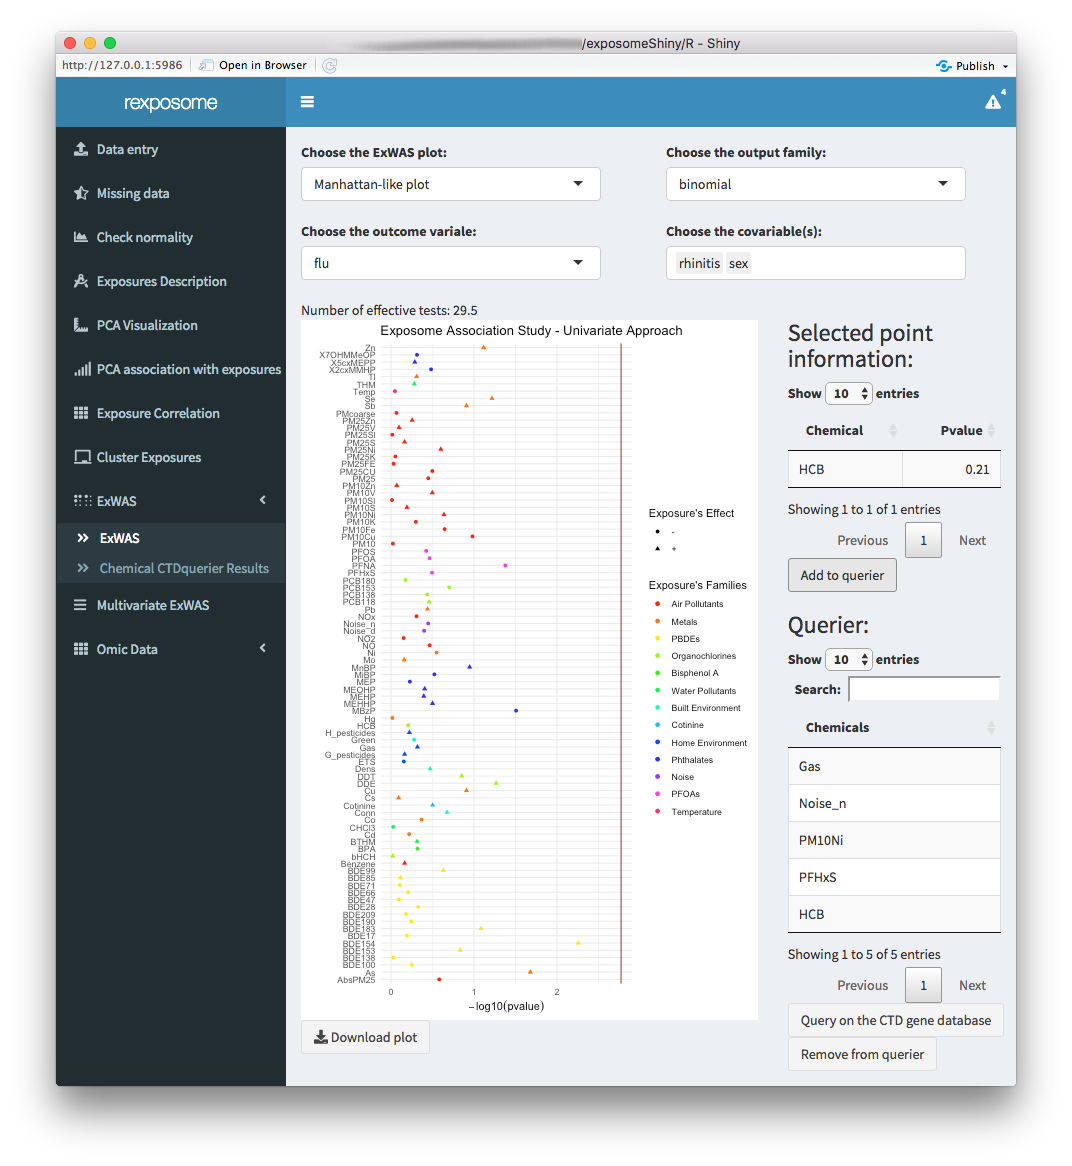 /exposomeShiny/R - Shiny
http://127.0.0.1:5986 Open in Browser Publish
rexposome
4
Data entry
Missing data
Check normality
Exposures Description
PCA Visualization
PCA association with exposures
Exposure Correlation
Cluster Exposures
ExWAS
ExWAS
Chemical CTDquerier Results
Multivariate ExWAS
Omic Data
Choose the ExWAS plot:
Manhattan-like plot
Choose the output family:
binomial
Choose the outcome variale:
flu
Choose the covariable(s):
rhinitis sex
Number of effective tests: 29.5
Exposome Association Study - Univariate Approach
Zn
X7OHMMeOP
X5cxMEPP
X2cxMMHP
Tl
THM
Temp
Se
Sb
PMcoarse
PM25Zn
PM25V
PM25SI
PM25S
PM25Ni
PM25K
PM25FE
PM25CU
PM25
PM10Zn
PM10V
PM10SI
PM10S
PM10Ni
PM10K
PM10Fe
PM10Cu
PM10
PFOS
PFOA
PFNA
PFHxS
PCB180
PCB153
PCB138
PCB118
Pb
NOx
Noise_n
Noise_d
NO2
NO
Ni
Mo
MnBP
MiBP
MEP
MEOHP
MEHP
MEHHP
MBzP
Hg
HCB
H_pesticides
Green
Gas
G_pesticides
ETS
Dens
DDT
DDE
Cu
Cs
Cotinine
Conn
Co
CHCl3
Cd
BTHM
BPA
bHCH
Benzene
BDE99
BDE85
BDE71
BDE66
BDE47
BDE28
BDE209
BDE190
BDE183
BDE17
BDE154
BDE153
BDE138
BDE100
As
AbsPM25
0 1 2
−log10(pvalue)
Exposure's Effect
-
+
Exposure's Families
Air Pollutants
Metals
PBDEs
Organochlorines
Bisphenol A
Water Pollutants
Built Environment
Cotinine
Home Environment
Phthalates
Noise
PFOAs
Temperature
Download plot
Selected point
information:
Show 10 entries
Chemical Pvalue
HCB 0.21
Showing 1 to 1 of 1 entries
Previous 1 Next
Add to querier
Querier:
Show 10 entries
Search:
Chemicals
Gas
Noise_n
PM10Ni
PFHxS
HCB
Showing 1 to 5 of 5 entries
Previous 1 Next
Query on the CTD gene database
Remove from querier